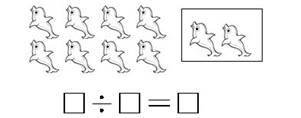 □ ÷ □ = □